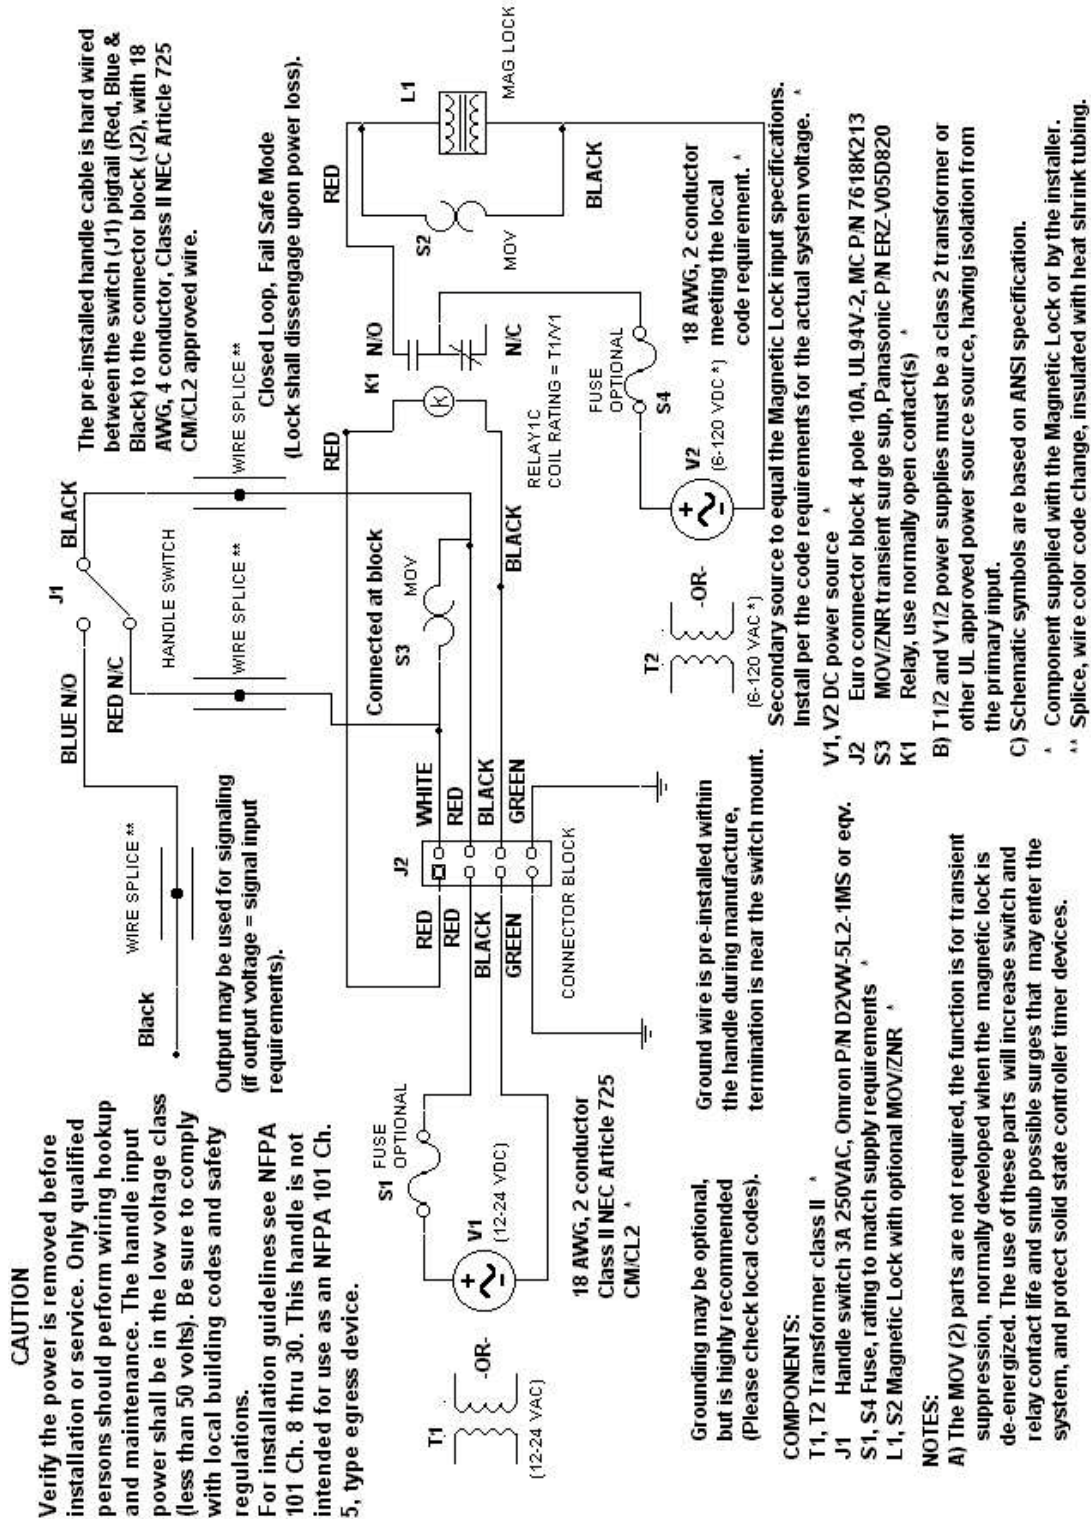 CAUTION
Verify the power is removed before
installation or service. Only qualified
persons should perform wiring hookup
and maintenance. The handle input
power shall be in the low voltage class
(less than 50 volts). Be sure to comply
with local building codes and safety
regulations.
For installation guidelines see NFPA
101 Ch. 8 thru 30. This handle is not
intended for use as an NFPA 101 Ch.
5, type egress device.
Black
WIRE SPLICE **
Output may be used for signaling
(if output voltage = signal input
requirements).
BLUE N/O
RED N/C
J1
BLACK
HANDLE SWITCH
WIRE SPLICE **
WIRE SPLICE **
The pre-installed handle cable is hard wired
between the switch (J1) pigtail (Red, Blue &
Black) to the connector block (J2), with 18
AWG, 4 conductor, Class II NEC Article 725
CM/CL2 approved wire.
Closed Loop, Fail Safe Mode
(Lock shall dissengage upon power loss).
Connected at block
S3
MOV
RED
K1
N/O
k
N/C
RELAY1C
COIL RATING = T1/V1
RED
L1
MAG LOCK
S2
MOV
BLACK
BLACK
J2
RED
RED
BLACK
GREEN
WHITE
RED
BLACK
GREEN
CONNECTOR BLOCK
T1
(12-24 VAC)
-OR-
V1
(12-24 VDC)
+
-
S1
FUSE
OPTIONAL
18 AWG, 2 conductor
Class II NEC Article 725
CM/CL2 *
FUSE
OPTIONAL
S4
18 AWG, 2 conductor
meeting the local
code requirement. *
T2
(6-120 VAC *)
-OR-
V2
(6-120 VDC *)
+
-
Grounding may be optional,
but is highly recommended
(Please check local codes).
Ground wire is pre-installed within
the handle during manufacture,
termination is near the switch mount.
Secondary source to equal the Magnetic Lock input specifications.
Install per the code requirements for the actual system voltage. *
COMPONENTS:
T1, T2 Transformer class II *
J1 Handle switch 3A 250VAC, Omron P/N D2VW-5L2-1MS or eqv.
S1, S4 Fuse, rating to match supply requirements *
L1, S2 Magnetic Lock with optional MOV/ZNR *
V1, V2 DC power source *
J2 Euro connector block 4 pole 10A, UL94V-2, MC P/N 7618K213
S3 MOV/ZNR transient surge sup, Panasonic P/N ERZ-V05D820
K1 Relay, use normally open contact(s) *
NOTES:
A) The MOV (2) parts are not required, the function is for transient
suppression, normally developed when the magnetic lock is
de-energized. The use of these parts will increase switch and
relay contact life and snub possible surges that may enter the
system, and protect solid state controller timer devices.
B) T1/2 and V1/2 power supplies must be a class 2 transformer or
other UL approved power source source, having isolation from
the primary input.
C) Schematic symbols are based on ANSI specification.
* Component supplied with the Magnetic Lock or by the installer.
** Splice, wire color code change, insulated with heat shrink tubing.